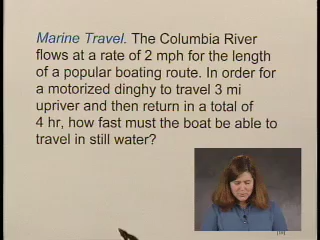 Marine Travel. The Columbia River
flows at a rate of 2 mph for the length
of a popular boating route. In order for
a motorized dinghy to travel 3 mi
upriver and then return in a total of
4 hr, how fast must the boat be able to
travel in still water?